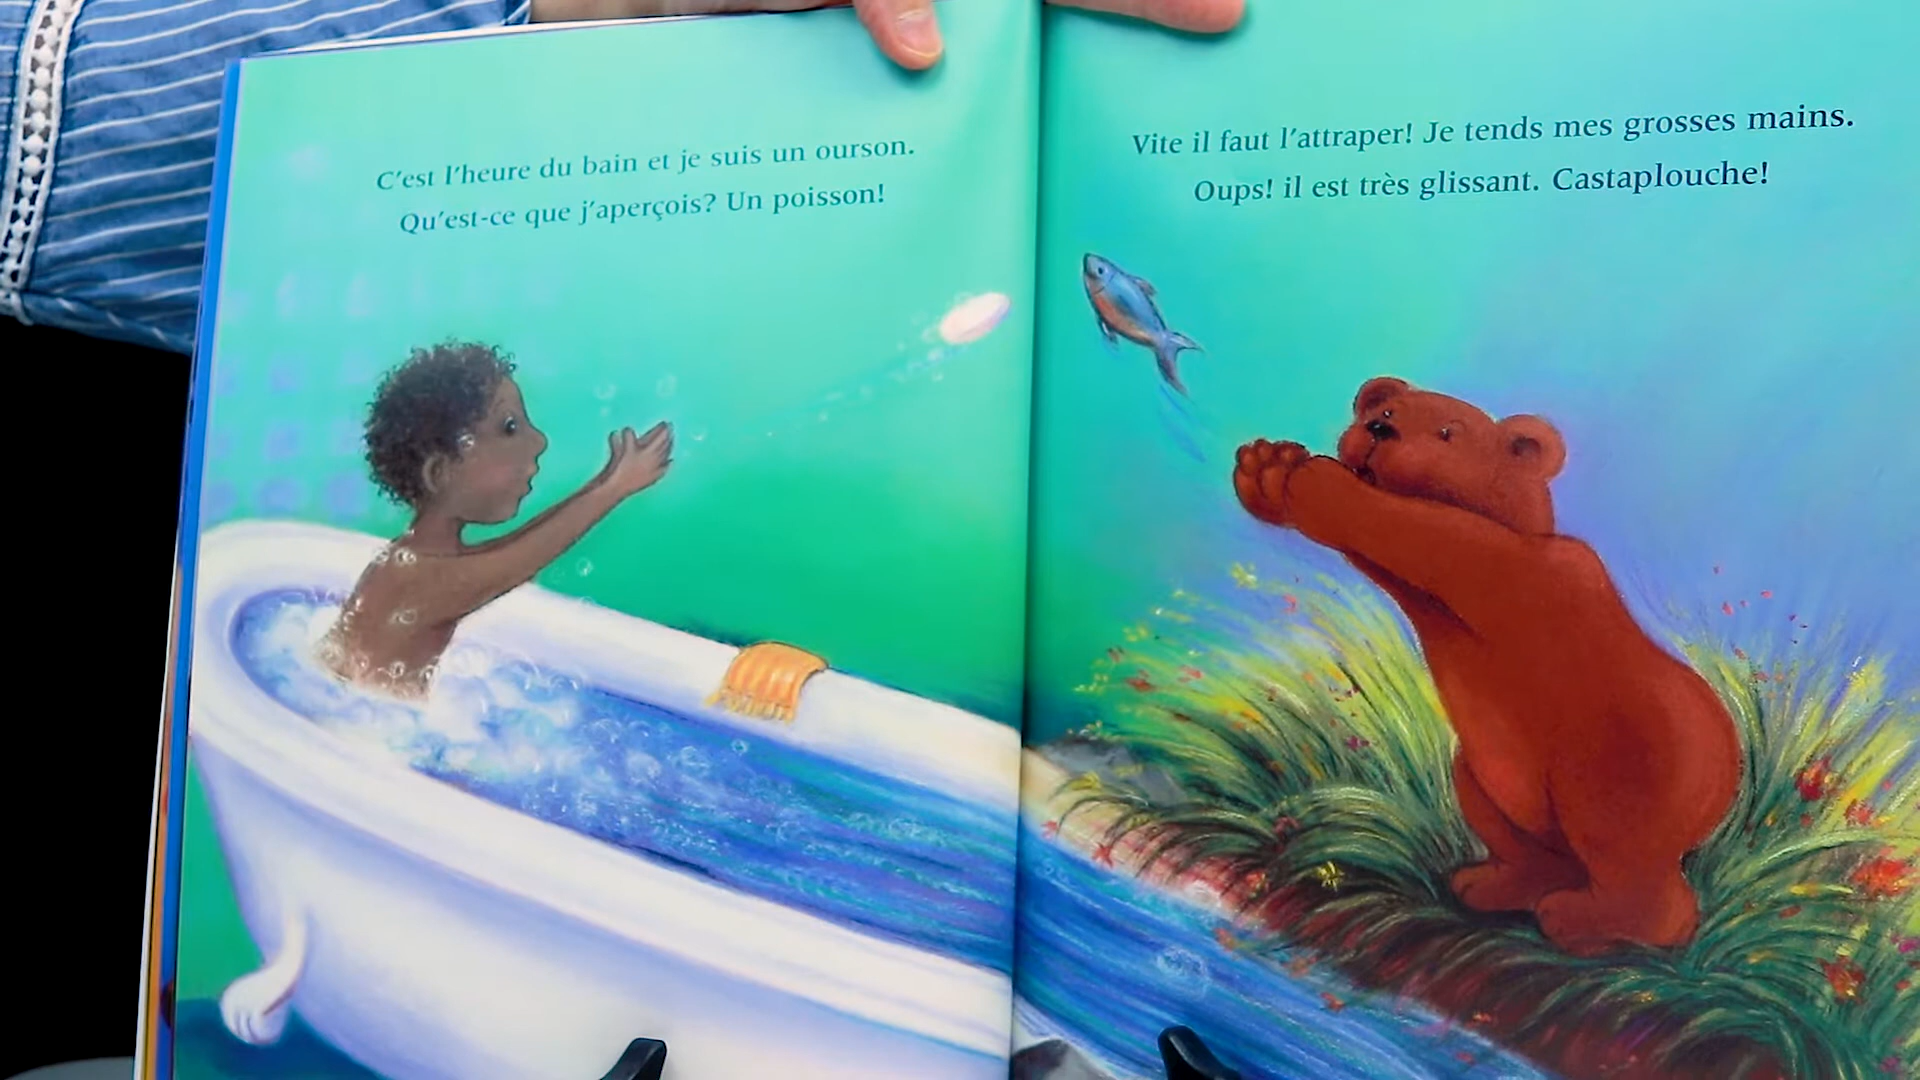 C'est l'heure du bain et je suis un ourson.
Qu'est-ce que j'aperçois? Un poisson!
Vite il faut l'attraper! Je tends mes grosses mains.
Oups! il est très glissant. Castaplouche!